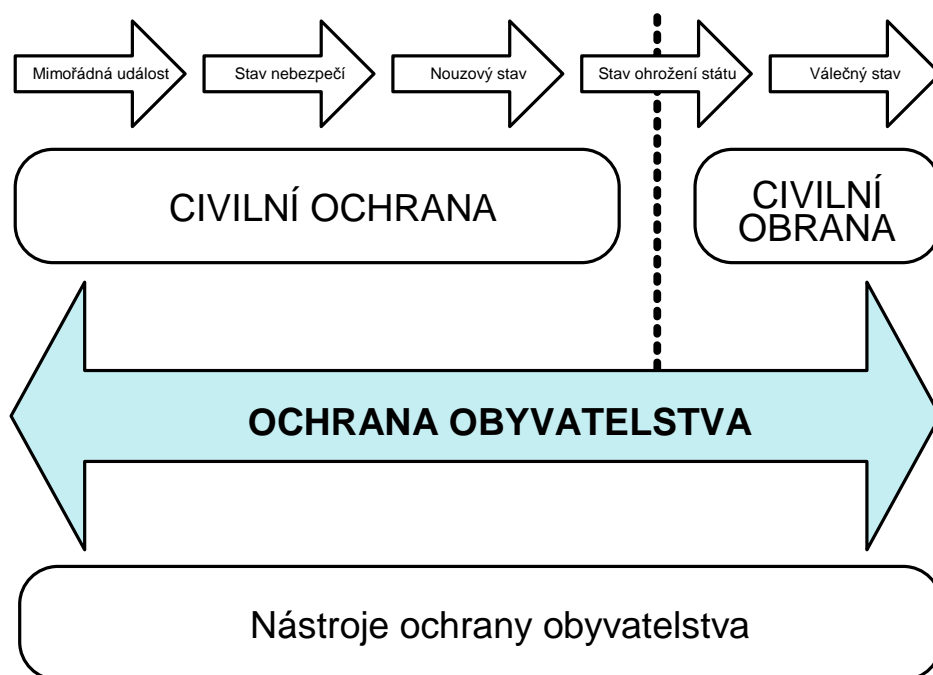 Mimořádná událost
Stav nebezpečí
Nouzový stav
Stav ohrožení státu
Válečný stav
CIVILNÍ OCHRANA
CIVILNÍ
OBRANA
OCHRANA OBYVATELSTVA
Nástroje ochrany obyvatelstva